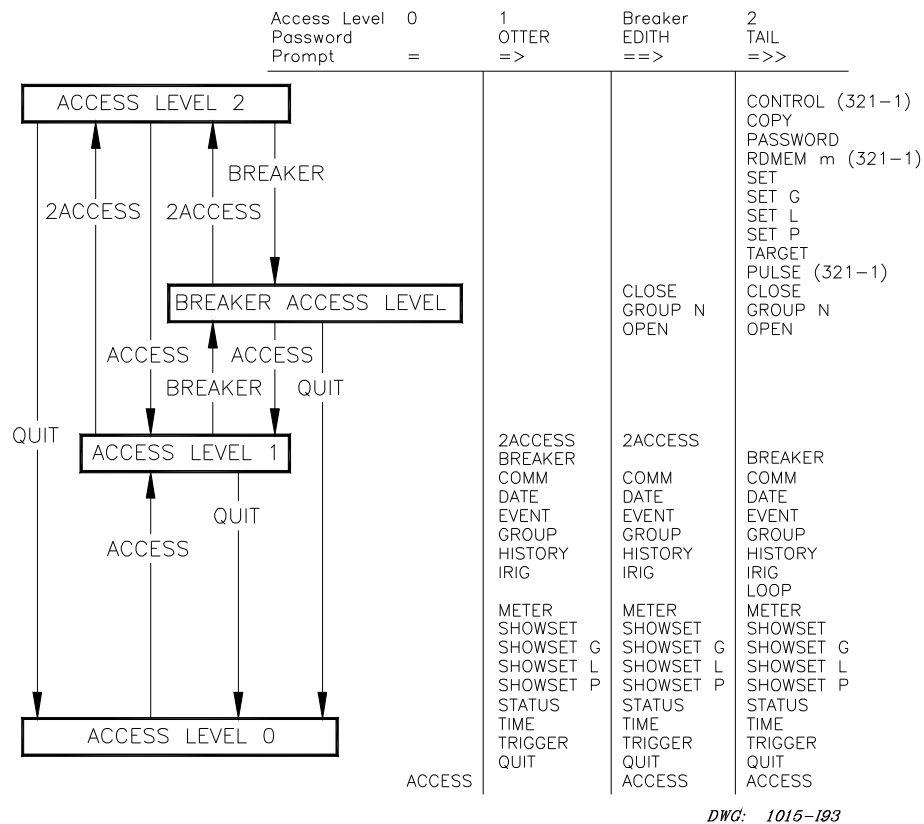 Access Level 0 1 Breaker 2
Password OTTER EDITH TAIL
Prompt = => ==> =>>
ACCESS LEVEL 2
BREAKER
2ACCESS 2ACCESS
BREAKER ACCESS LEVEL
ACCESS ACCESS
BREAKER QUIT
QUIT
ACCESS LEVEL 1
QUIT
ACCESS
ACCESS LEVEL 0
CONTROL (321-1)
COPY
PASSWORD
RDMEM m (321-1)
SET
SET G
SET L
SET P
TARGET
PULSE (321-1)
CLOSE CLOSE
GROUP N GROUP N
OPEN OPEN
2ACCESS 2ACCESS
BREAKER BREAKER
COMM COMM COMM
DATE DATE DATE
EVENT EVENT EVENT
GROUP GROUP GROUP
HISTORY HISTORY HISTORY
IRIG IRIG IRIG
LOOP
METER METER METER
SHOWSET SHOWSET SHOWSET
SHOWSET G SHOWSET G SHOWSET G
SHOWSET L SHOWSET L SHOWSET L
SHOWSET P SHOWSET P SHOWSET P
STATUS STATUS STATUS
TIME TIME TIME
TRIGGER TRIGGER TRIGGER
QUIT QUIT QUIT
ACCESS ACCESS ACCESS
DWG: 1015-I93